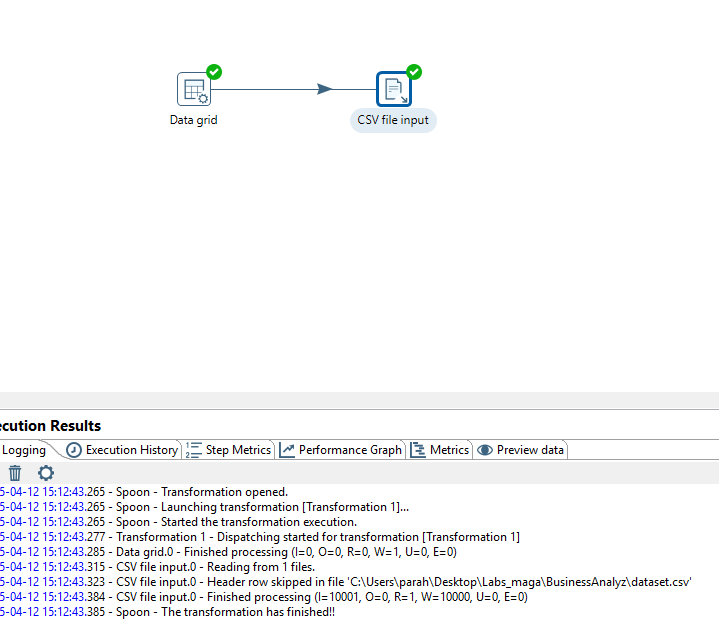 Data grid
CSV file input
ecution Results
Logging Execution History Step Metrics Performance Graph Metrics Preview data
5-04-12 15:12:43.265 - Spoon - Transformation opened.
5-04-12 15:12:43.265 - Spoon - Launching transformation [Transformation 1]...
5-04-12 15:12:43.265 - Spoon - Started the transformation execution.
5-04-12 15:12:43.277 - Transformation 1 - Dispatching started for transformation [Transformation 1]
5-04-12 15:12:43.285 - Data grid.0 - Finished processing (I=0, O=0, R=0, W=1, U=0, E=0)
5-04-12 15:12:43.315 - CSV file input.0 - Reading from 1 files.
5-04-12 15:12:43.323 - CSV file input.0 - Header row skipped in file 'C:\Users\parah\Desktop\Labs_maga\BusinessAnalyz\dataset.csv'
5-04-12 15:12:43.384 - CSV file input.0 - Finished processing (I=10001, O=0, R=1, W=10000, U=0, E=0)
5-04-12 15:12:43.385 - Spoon - The transformation has finished!!